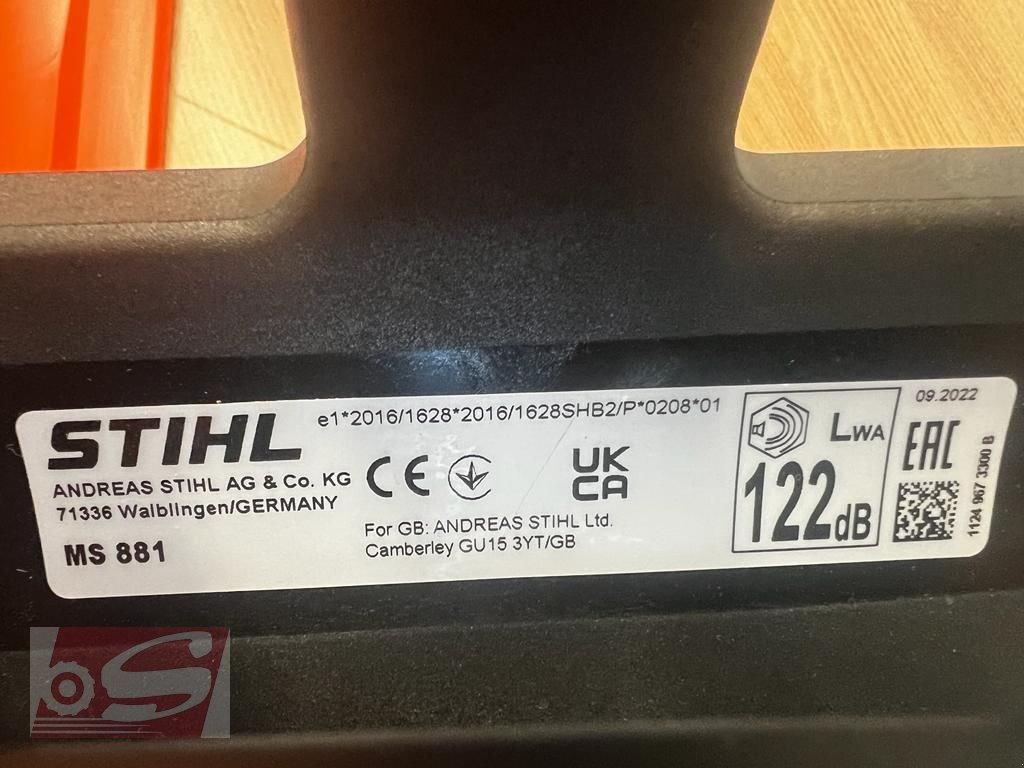 STIHL
e1*2016/1628*2016/1628SHB2/P*0208*01
ANDREAS STIHL AG & Co. KG
71336 Waiblingen/GERMANY
MS 881
CE
UK
CA
For GB: ANDREAS STIHL Ltd.
Camberley GU15 3YT/GB
LWA
122dB
09.2022
EAC
1124 967 3300 B
bS